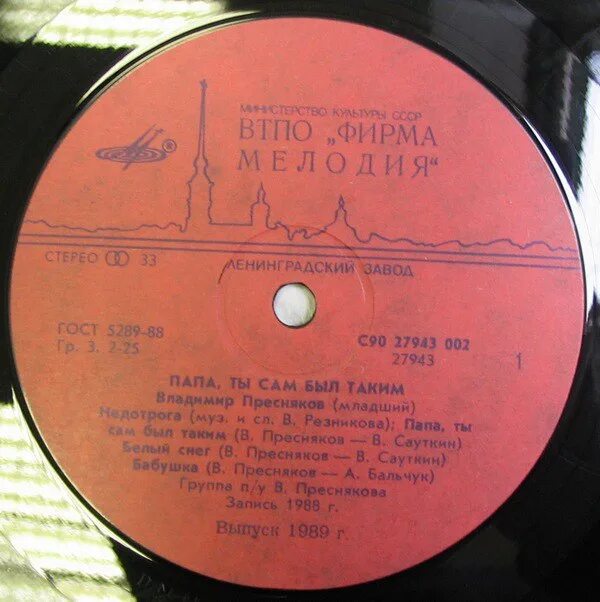 МИНИСТЕРСТВО КУЛЬТУРЫ СССР
ВТПО „ФИРМА
МЕЛОДИЯ“
®
СТЕРЕО 33
ЛЕНИНГРАДСКИЙ ЗАВОД
ГОСТ 5289-88
Гр. 3. 2-25
С90 27943 002
27943
1
ПАПА, ТЫ САМ БЫЛ ТАКИМ
Владимир Пресняков (младший)
Недотрога (муз. и сл. В. Резникова); Папа, ты
сам был таким (В. Пресняков — В. Сауткин)
Белый снег (В. Пресняков — В. Сауткин)
Бабушка (В. Пресняков — А. Бальчук)
Группа п/у В. Преснякова
Запись 1988 г.
Выпуск 1989 г.